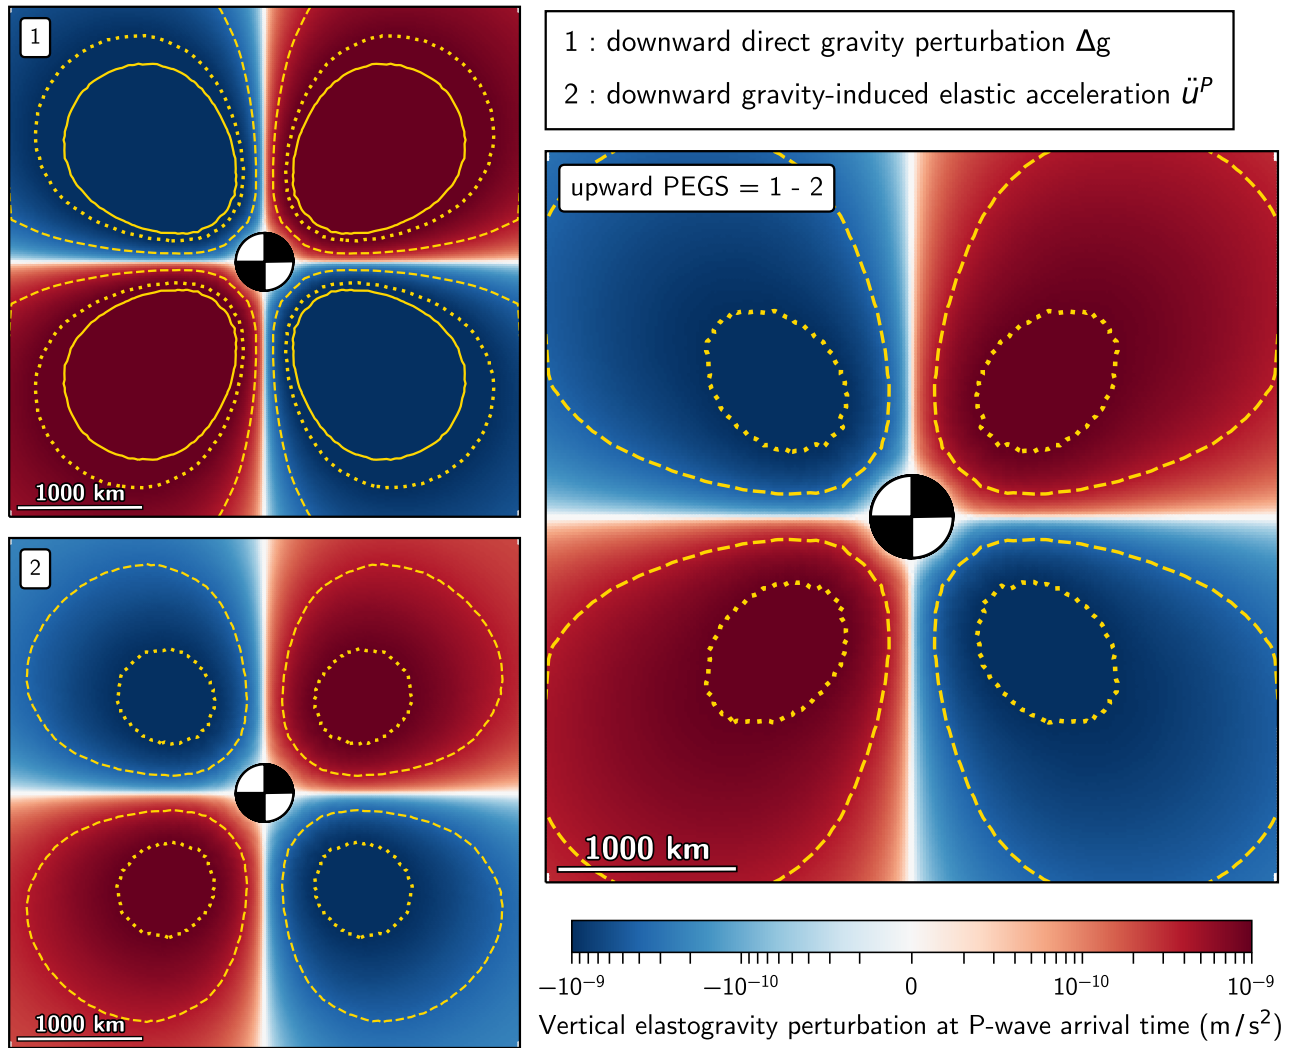 1
1 : downward direct gravity perturbation Δg
2 : downward gravity-induced elastic acceleration üᴾ
upward PEGS = 1 - 2
1000 km
2
1000 km
1000 km
−10⁻⁹ −10⁻¹⁰ 0 10⁻¹⁰ 10⁻⁹
Vertical elastogravity perturbation at P-wave arrival time (m/s²)